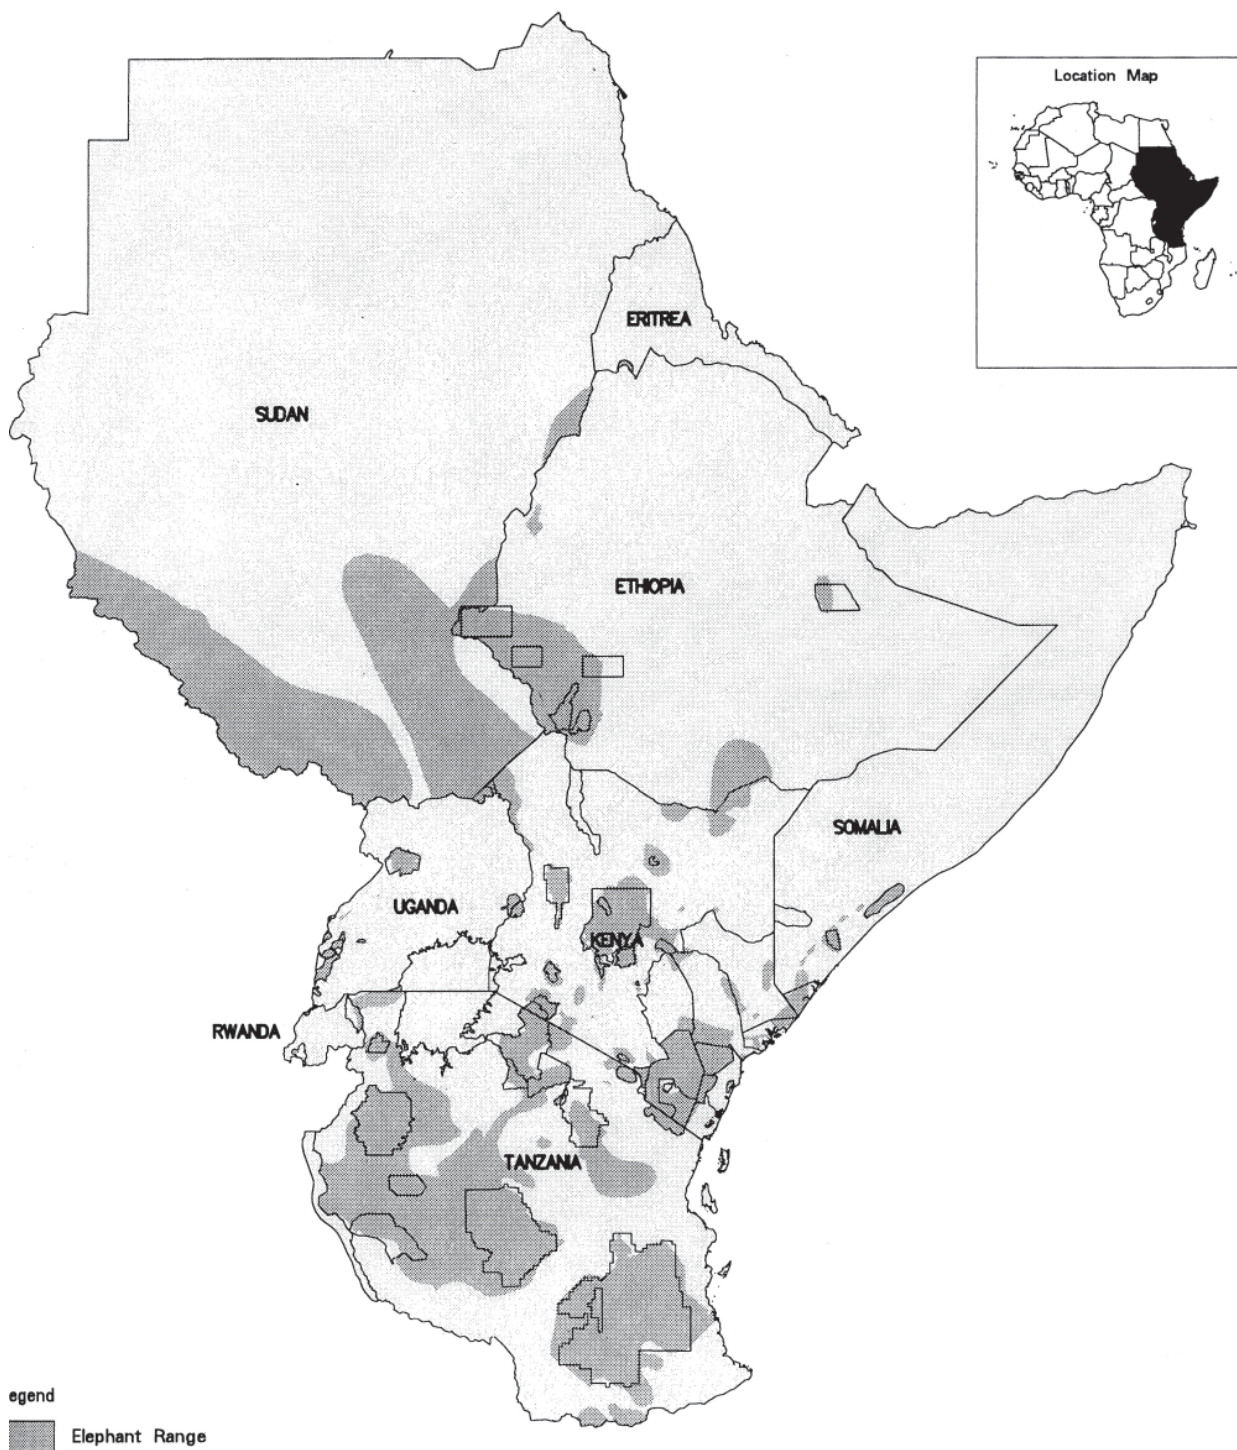 Location Map
ERITREA
SUDAN
ETHIOPIA
SOMALIA
UGANDA
KENYA
RWANDA
TANZANIA
egend
Elephant Range